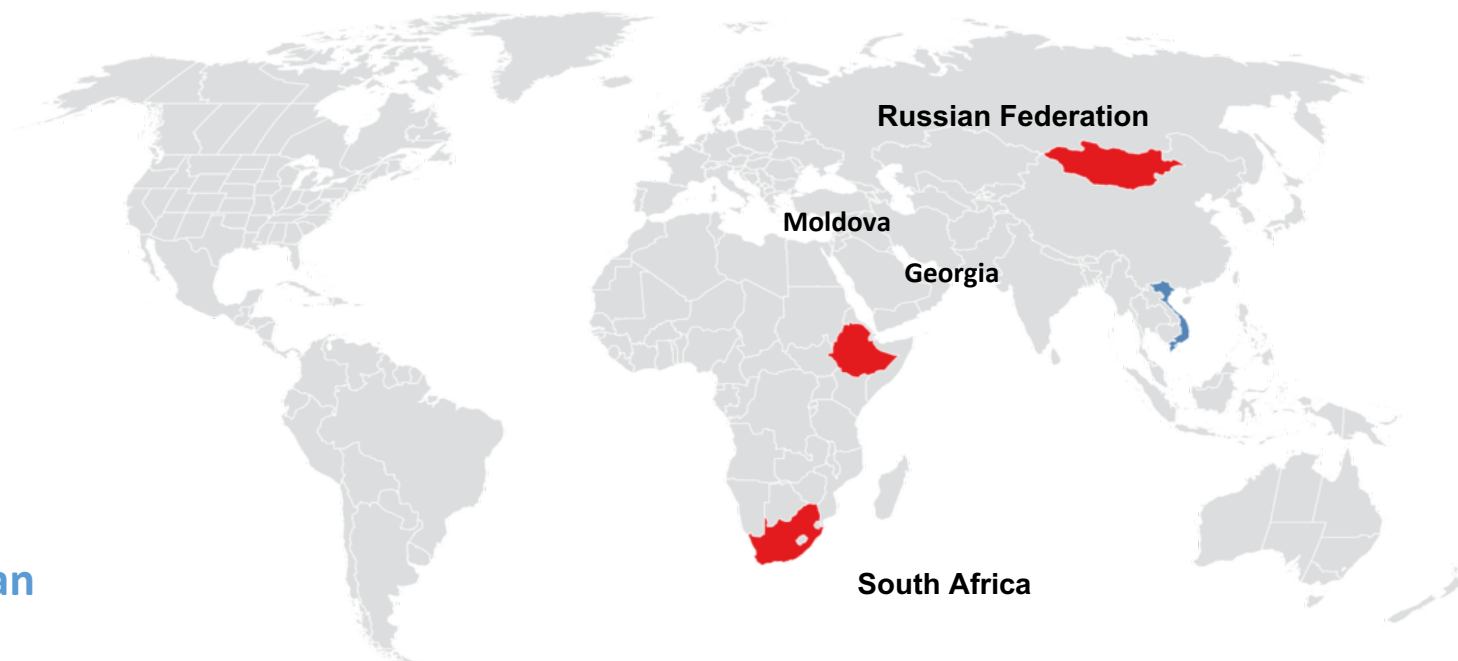 Russian Federation
Moldova
Georgia
an
South Africa